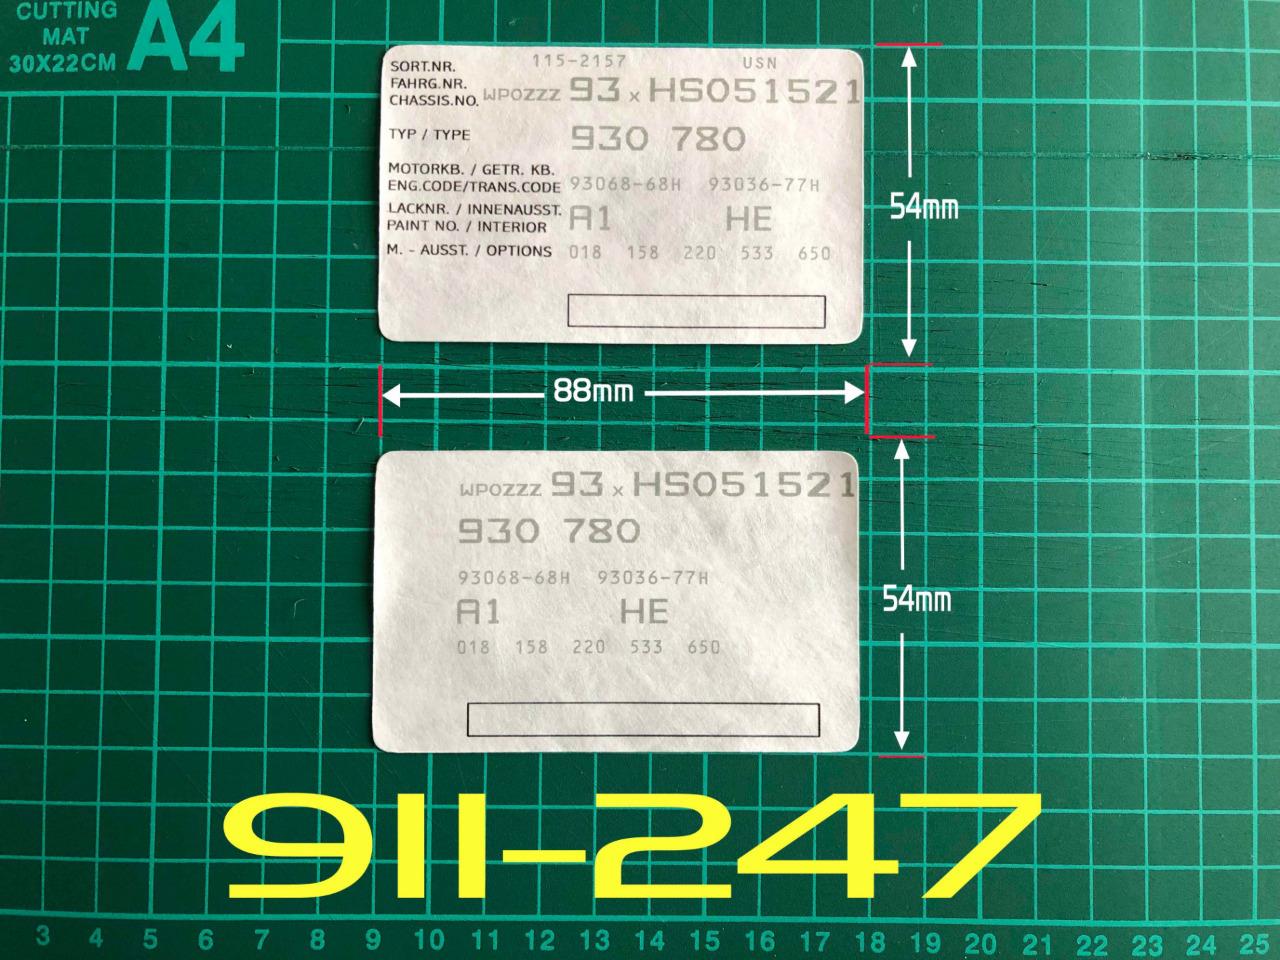 CUTTING
MAT
30X22CM
A4
SORT.NR. 115-2157 USN
FAHRG.NR.
CHASSIS.NO. WPOZZZ 93 x HS051521
TYP / TYPE 930 780
MOTORKB. / GETR. KB.
ENG.CODE/TRANS.CODE 93068-68H 93036-77H
LACKNR. / INNENAUSST.
PAINT NO. / INTERIOR A1 HE
M. - AUSST. / OPTIONS 018 158 220 533 650
54mm
88mm
WPOZZZ 93 x HS051521
930 780
93068-68H 93036-77H
A1 HE
018 158 220 533 650
54mm
911-247
3 4 5 6 7 8 9 10 11 12 13 14 15 16 17 18 19 20 21 22 23 24 25